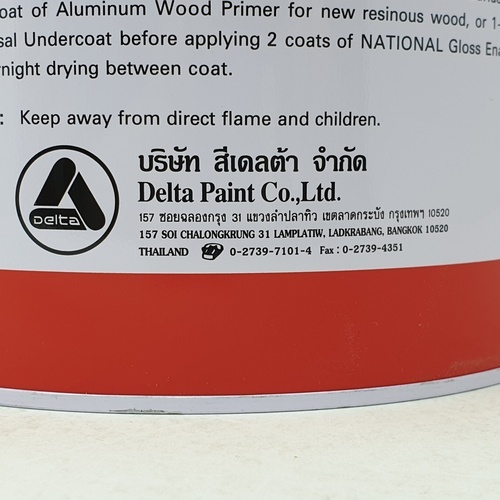 oat of Aluminum Wood Primer for new resinous wood, or 1-
sal Undercoat before applying 2 coats of NATIONAL Gloss Ena
night drying between coat.
: Keep away from direct flame and children.
Delta
บริษัท สีเดลต้า จำกัด
Delta Paint Co.,Ltd.
157 ซอยฉลองกรุง 31 แขวงลำปลาทิว เขตลาดกระบัง กรุงเทพฯ 10520
157 SOI CHALONGKRUNG 31 LAMPLATIW, LADKRABANG, BANGKOK 10520
THAILAND 0-2739-7101-4 Fax : 0-2739-4351